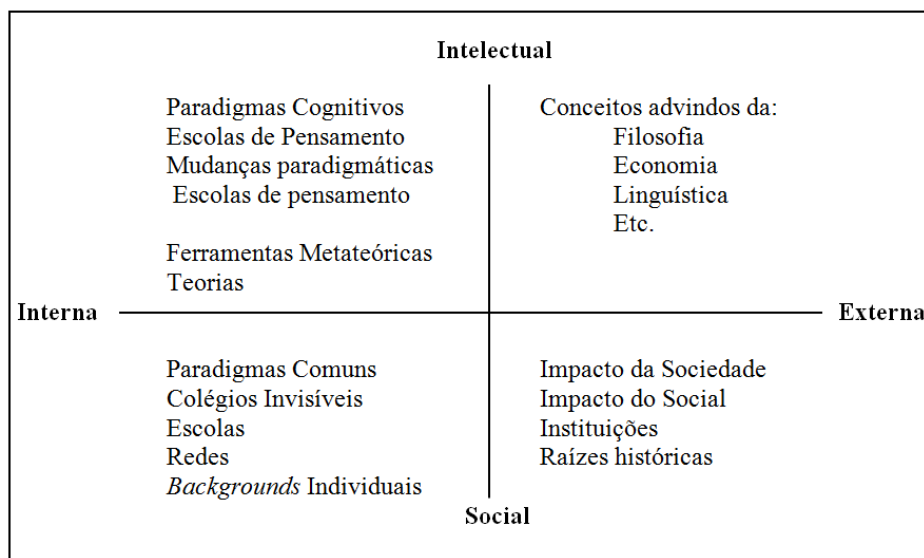 Intelectual
Paradigmas Cognitivos
Escolas de Pensamento
Mudanças paradigmáticas
Escolas de pensamento
Ferramentas Metateóricas
Teorias
Conceitos advindos da:
Filosofia
Economia
Linguística
Etc.
Interna
Externa
Paradigmas Comuns
Colégios Invisíveis
Escolas
Redes
Backgrounds Individuais
Impacto da Sociedade
Impacto do Social
Instituições
Raízes históricas
Social